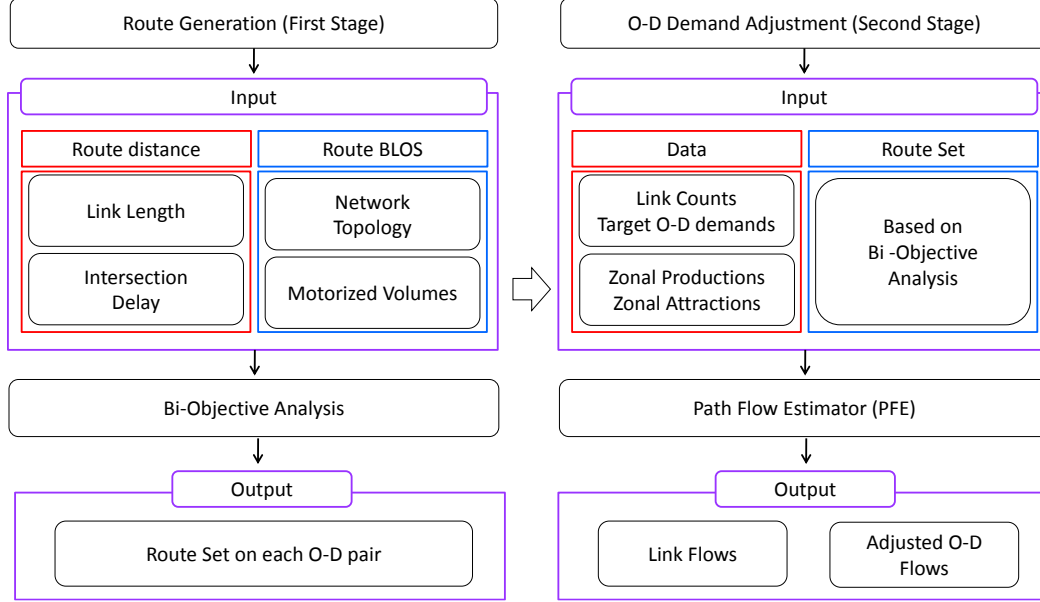 Route Generation (First Stage)
Input
Route distance
Route BLOS
Link Length
Network
Topology
Intersection
Delay
Motorized Volumes
Bi-Objective Analysis
Output
Route Set on each O-D pair
O-D Demand Adjustment (Second Stage)
Input
Data
Route Set
Link Counts
Target O-D demands
Zonal Productions
Zonal Attractions
Based on
Bi -Objective
Analysis
Path Flow Estimator (PFE)
Output
Link Flows
Adjusted O-D
Flows